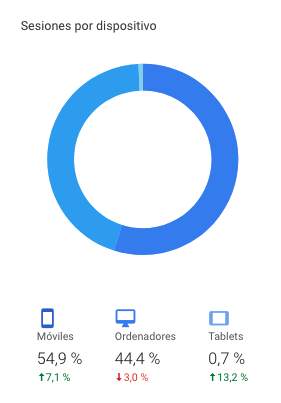 Sesiones por dispositivo
Móviles Ordenadores Tablets
54,9 % 44,4 % 0,7 %
↑7,1 % ↓3,0 % ↑13,2 %